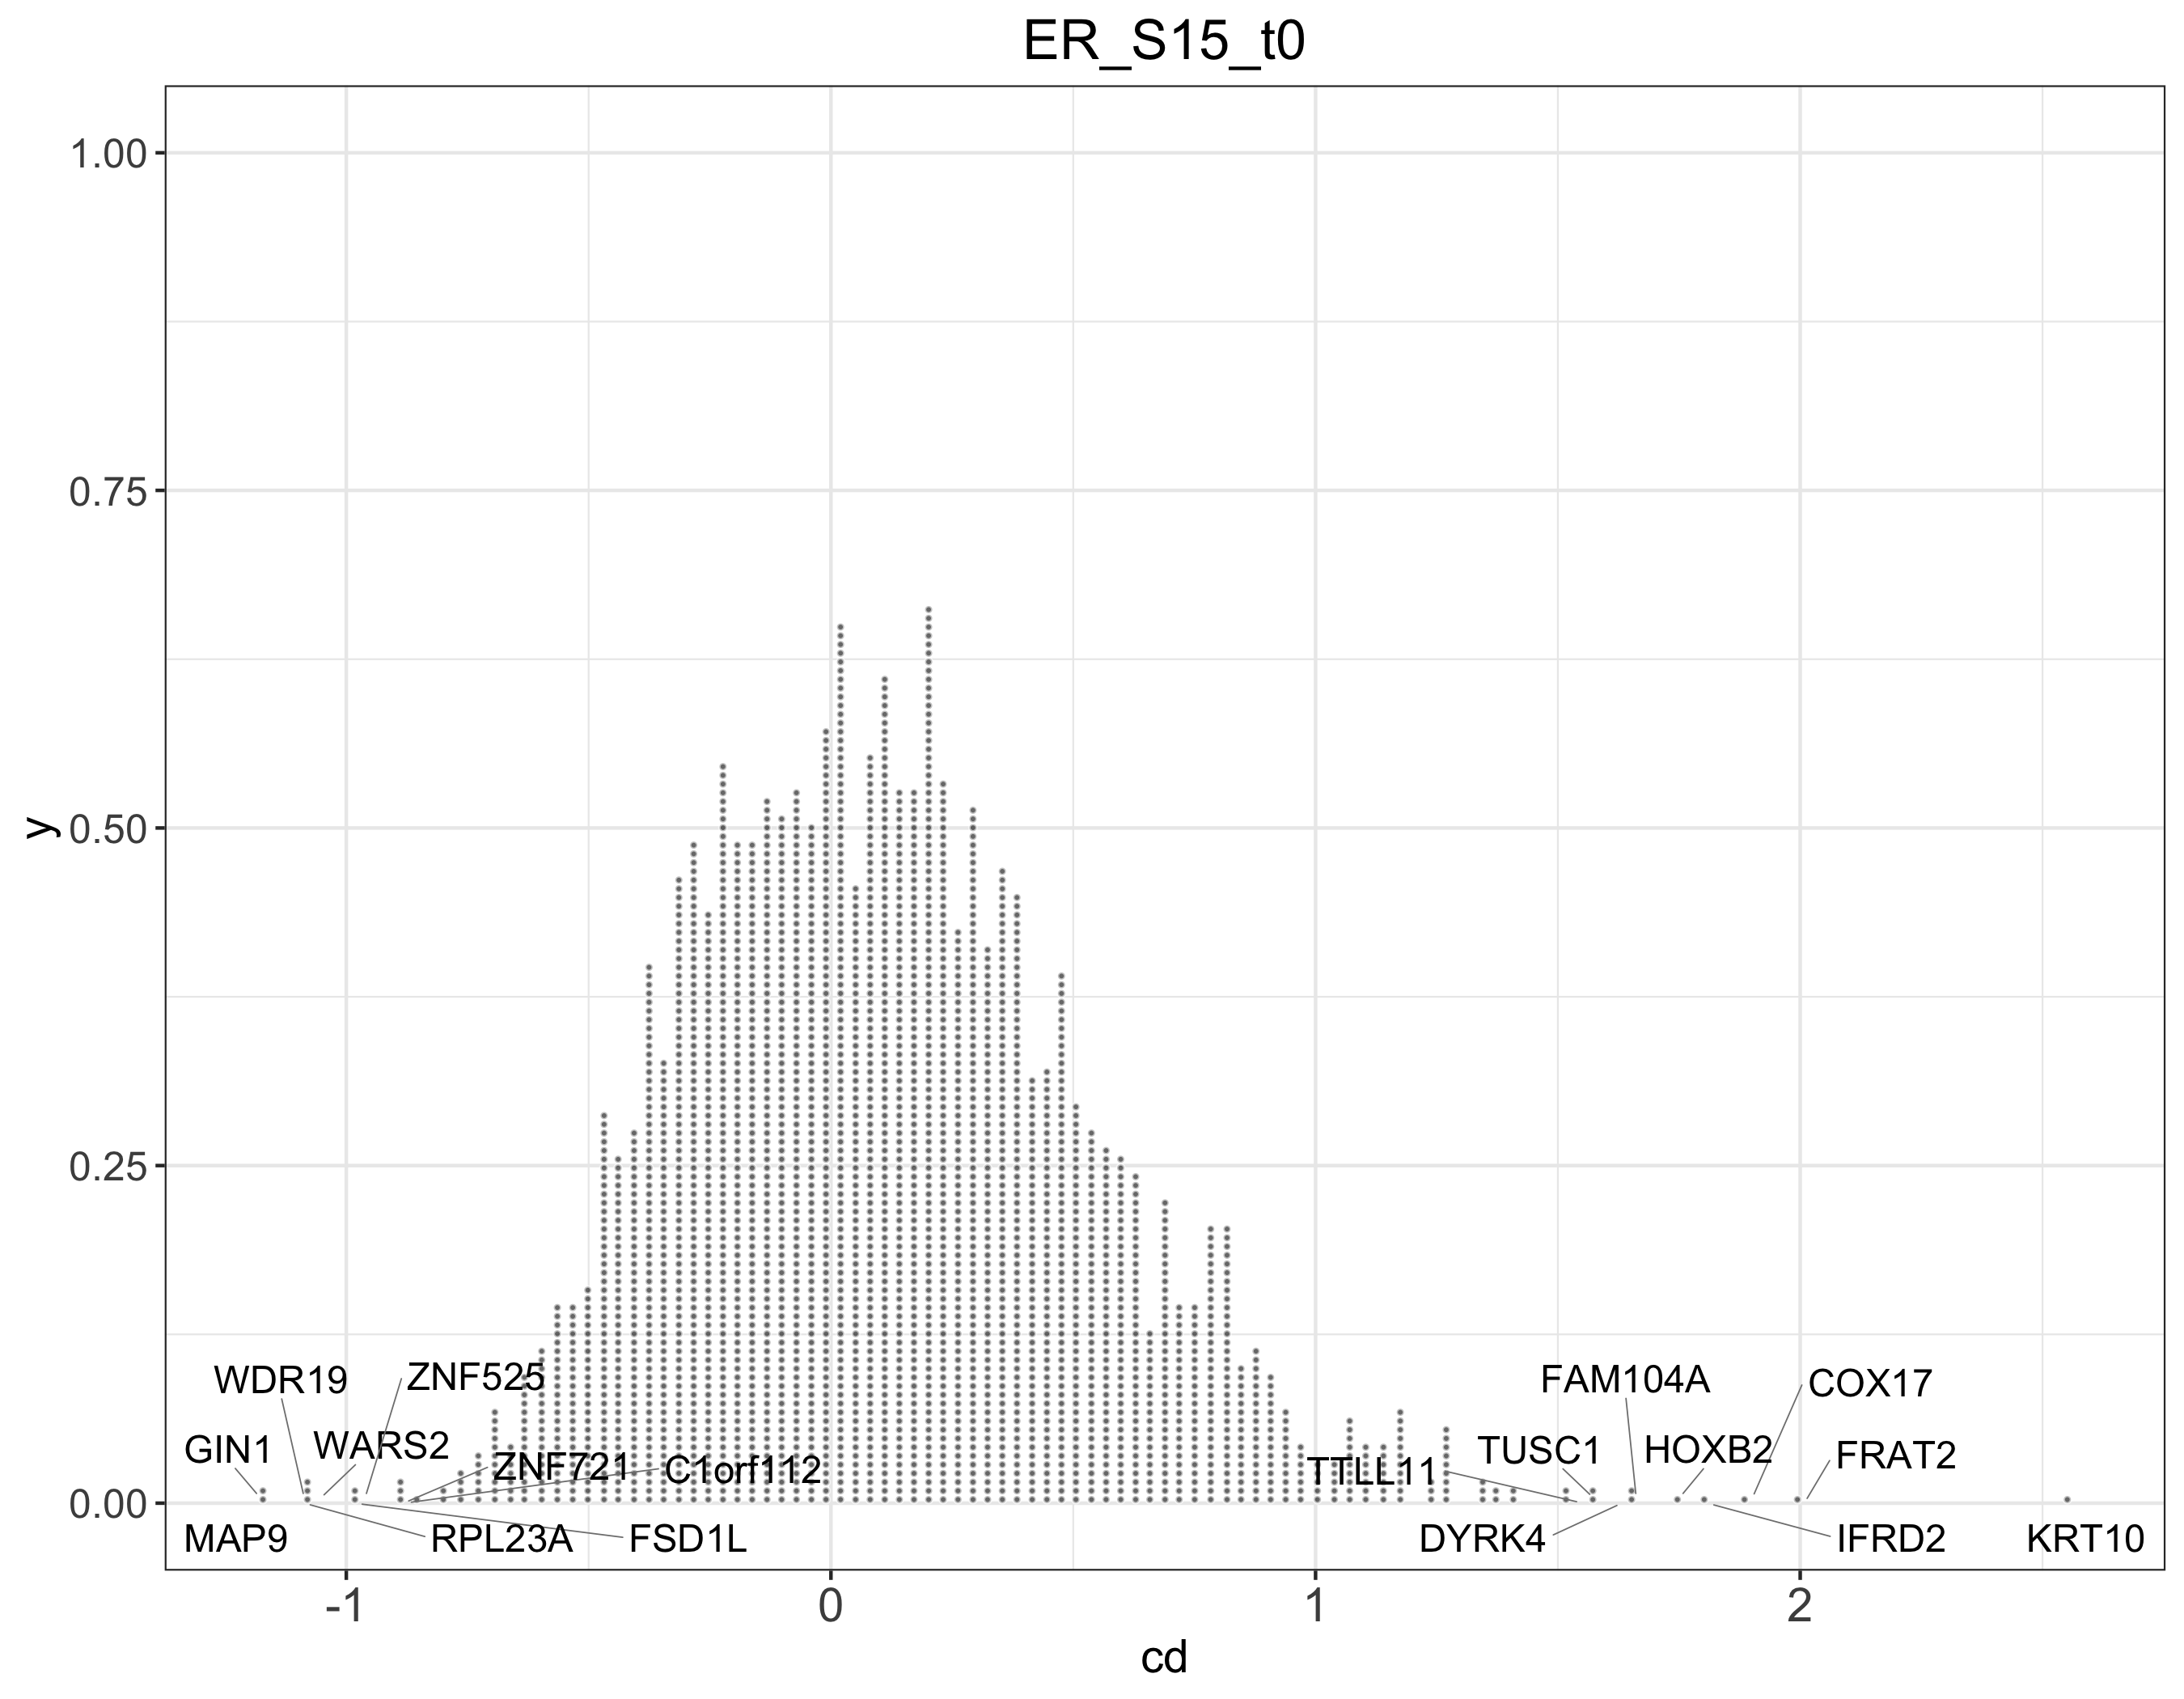 ER_S15_t0
1.00
0.75
0.50
0.25
0.00
y
WDR19
ZNF525
FAM104A
COX17
GIN1
WARS2
ZNF721
C1orf112
TTLL11
TUSC1
HOXB2
FRAT2
MAP9
RPL23A
FSD1L
DYRK4
IFRD2
KRT10
-1
0
1
2
cd